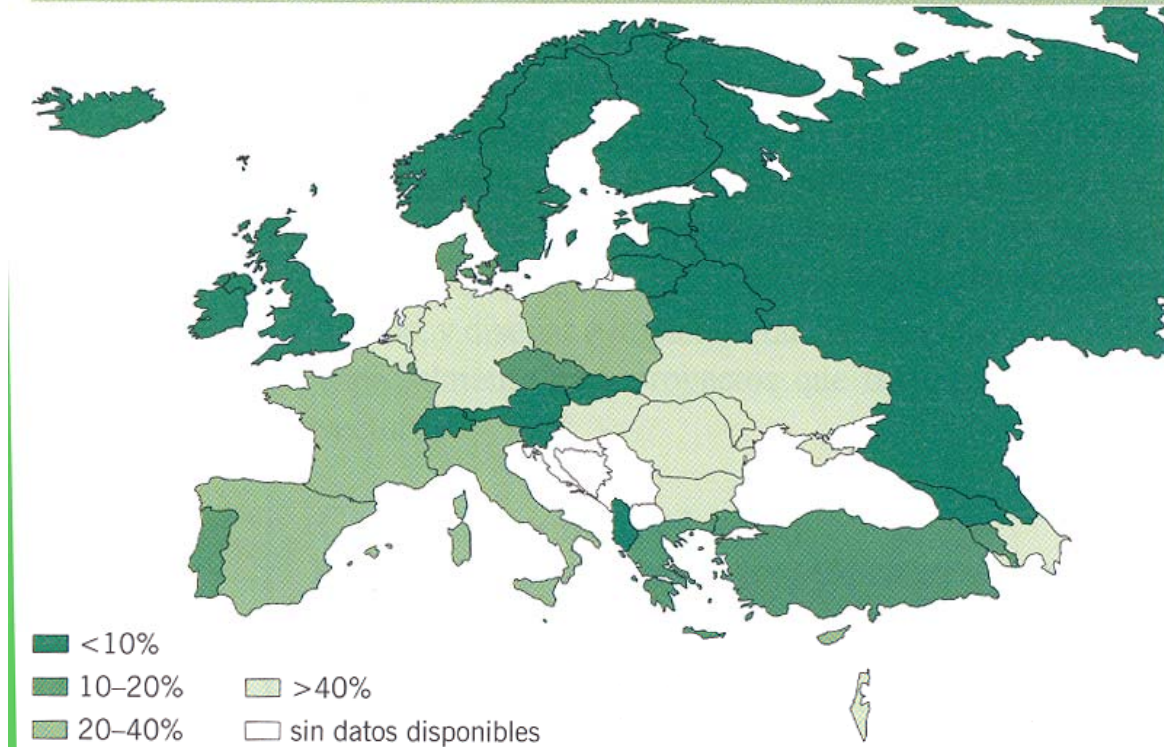 <10%
10–20%
>40%
20–40%
sin datos disponibles